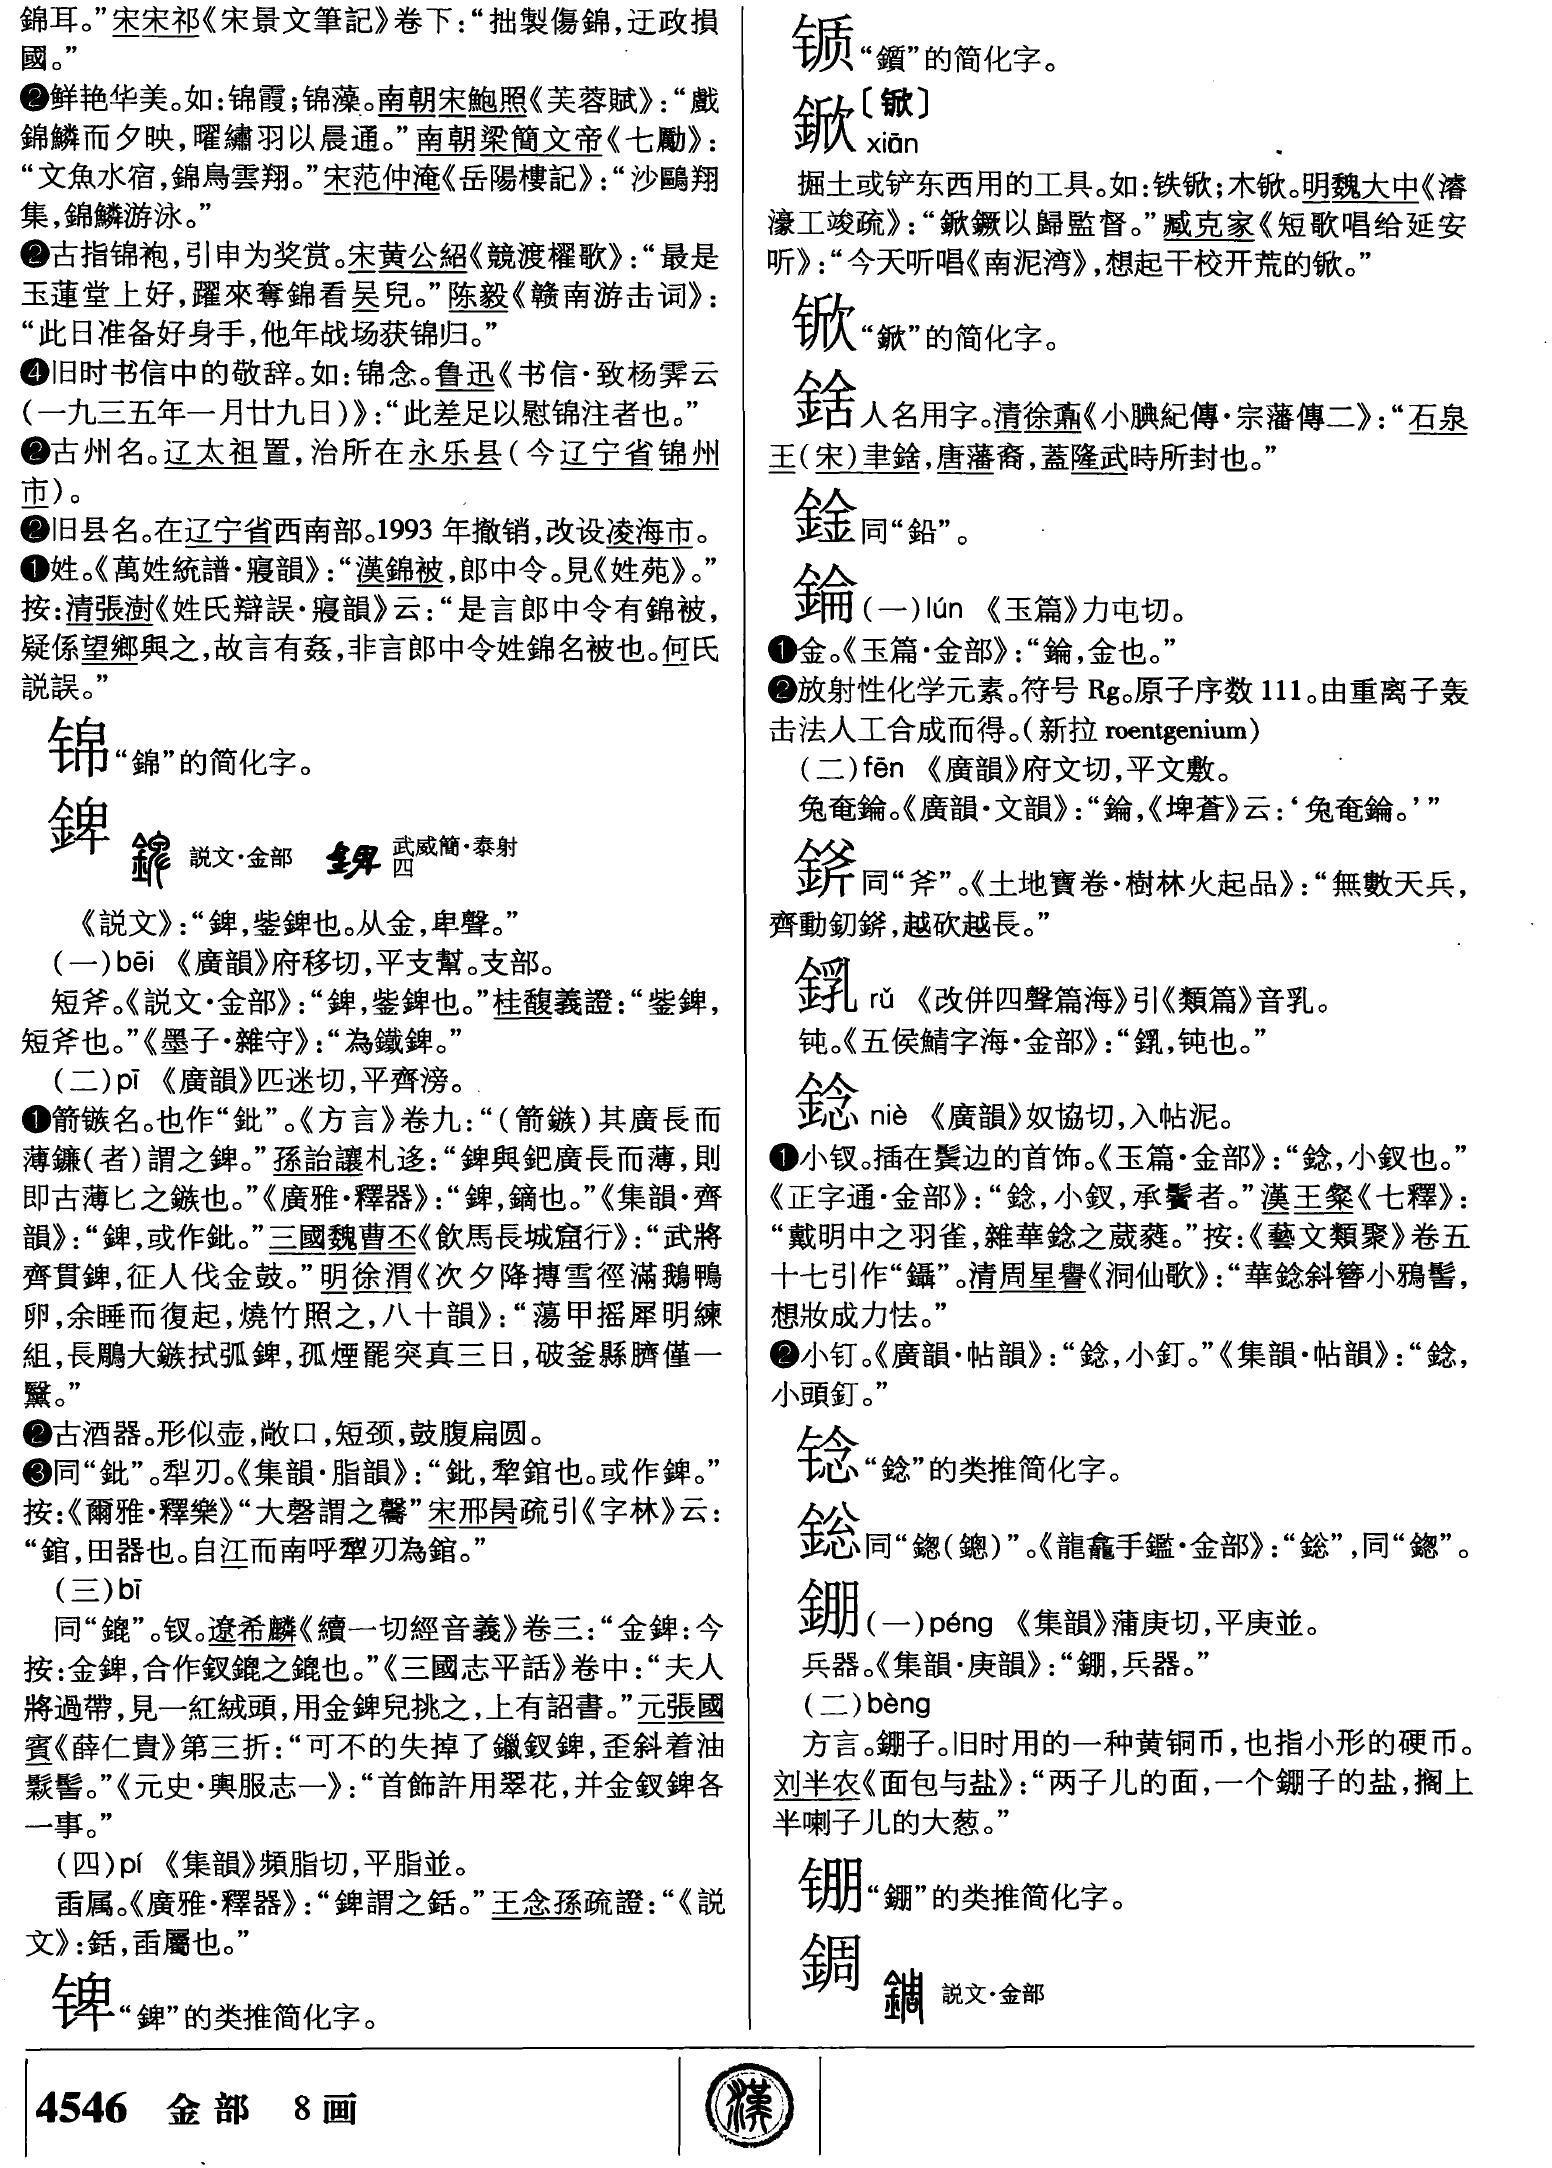 錦耳。”宋宋祁《宋景文筆記》卷下:“拙製傷錦,迂政損
國。”
❷鲜艳华美。如:锦霞;锦藻。南朝宋鮑照《芙蓉賦》:“戲
錦鱗而夕映,曜繡羽以晨通。”南朝梁簡文帝《七勵》:
“文魚水宿,錦鳥雲翔。”宋范仲淹《岳陽樓記》:“沙鷗翔
集,錦鱗游泳。”
❷古指锦袍,引申为奖赏。宋黄公紹《競渡櫂歌》:“最是
玉蓮堂上好,躍來奪錦看吴兒。”陈毅《赣南游击词》:
“此日准备好身手,他年战场获锦归。”
❹旧时书信中的敬辞。如:锦念。鲁迅《书信·致杨霁云
(一九三五年一月廿九日)》:“此差足以慰锦注者也。”
❷古州名。辽太祖置,治所在永乐县(今辽宁省锦州
市)。
❷旧县名。在辽宁省西南部。1993 年撤销,改设凌海市。
❶姓。《萬姓統譜·寢韻》:“漢錦被,郎中令。見《姓苑》。”
按:清張澍《姓氏辯誤·寢韻》云:“是言郎中令有錦被,
疑係望鄉與之,故言有姦,非言郎中令姓錦名被也。何氏
説誤。”
锦“錦”的简化字。
錍 説文·金部 武威簡·泰射
四
《説文》:“錍,鈭錍也。从金,卑聲。”
(一)bēi 《廣韻》府移切,平支幫。支部。
短斧。《説文·金部》:“錍,鈭錍也。”桂馥義證:“鈭錍,
短斧也。”《墨子·雜守》:“為鐵錍。”
(二)pī 《廣韻》匹迷切,平齊滂。
❶箭镞名。也作“鈚”。《方言》卷九:“(箭鏃)其廣長而
薄鐮(者)謂之錍。”孫詒讓札迻:“錍與鈀廣長而薄,則
即古薄匕之鏃也。”《廣雅·釋器》:“錍,鏑也。”《集韻·齊
韻》:“錍,或作鈚。”三國魏曹丕《飲馬長城窟行》:“武將
齊貫錍,征人伐金鼓。”明徐渭《次夕降摶雪徑滿鵝鴨
卵,余睡而復起,燒竹照之,八十韻》:“蕩甲摇犀明練
組,長鵰大鏃拭弧錍,孤煙罷突真三日,破釜縣臍僅一
黳。”
❷古酒器。形似壶,敞口,短颈,鼓腹扁圆。
❸同“鈚”。犁刃。《集韻·脂韻》:“鈚,犂錧也。或作錍。”
按:《爾雅·釋樂》“大磬謂之毊”宋邢昺疏引《字林》云:
“錧,田器也。自江而南呼犂刃為錧。”
(三)bī
同“鎞”。钗。遼希麟《續一切經音義》卷三:“金錍:今
按:金錍,合作釵鎞之鎞也。”《三國志平話》卷中:“夫人
將過帶,見一紅絨頭,用金錍兒挑之,上有詔書。”元張國
賓《薛仁貴》第三折:“可不的失掉了鑞釵錍,歪斜着油
鬏髻。”《元史·輿服志一》:“首飾許用翠花,并金釵錍各
一事。”
(四)pí 《集韻》頻脂切,平脂並。
臿属。《廣雅·釋器》:“錍謂之銛。”王念孫疏證:“《説
文》:銛,臿屬也。”
锫“錍”的类推简化字。
4546 金部 8画
锧“鑕”的简化字。
鍁〔锨〕
xiān
掘土或铲东西用的工具。如:铁锨;木锨。明魏大中《濬
濠工竣疏》:“鍁鐝以歸監督。”臧克家《短歌唱给延安
听》:“今天听唱《南泥湾》,想起干校开荒的锨。”
锨“鍁”的简化字。
䤭人名用字。清徐鼒《小腆紀傳·宗藩傳二》:“石泉
王(宋)聿䤭,唐藩裔,蓋隆武時所封也。”
同“鉛”。
錀(一)lún 《玉篇》力屯切。
❶金。《玉篇·金部》:“錀,金也。”
❷放射性化学元素。符号 Rg。原子序数 111。由重离子轰
击法人工合成而得。(新拉 roentgenium)
(二)fēn 《廣韻》府文切,平文敷。
兔奄錀。《廣韻·文韻》:“錀,《埤蒼》云:‘兔奄錀。’”
同“斧”。《土地寶卷·樹林火起品》:“無數天兵,
齊動釖,越砍越長。”
rǔ 《改併四聲篇海》引《類篇》音乳。
钝。《五侯鯖字海·金部》:“,钝也。”
錜 niè 《廣韻》奴協切,入帖泥。
❶小钗。插在鬓边的首饰。《玉篇·金部》:“錜,小釵也。”
《正字通·金部》:“錜,小釵,承鬢者。”漢王粲《七釋》:
“戴明中之羽雀,雜華錜之葳蕤。”按:《藝文類聚》卷五
十七引作“鑷”。清周星譽《洞仙歌》:“華錜斜簪小鴉髻,
想妝成力怯。”
❷小钉。《廣韻·帖韻》:“錜,小釘。”《集韻·帖韻》:“錜,
小頭釘。”
“錜”的类推简化字。
同“鍯(鏓)”。《龍龕手鑑·金部》:“”,同“鍯”。
錋(一)péng 《集韻》蒲庚切,平庚並。
兵器。《集韻·庚韻》:“錋,兵器。”
(二)bèng
方言。錋子。旧时用的一种黄铜币,也指小形的硬币。
刘半农《面包与盐》:“两子儿的面,一个錋子的盐,搁上
半喇子儿的大葱。”
“錋”的类推简化字。
錭 説文·金部
漢